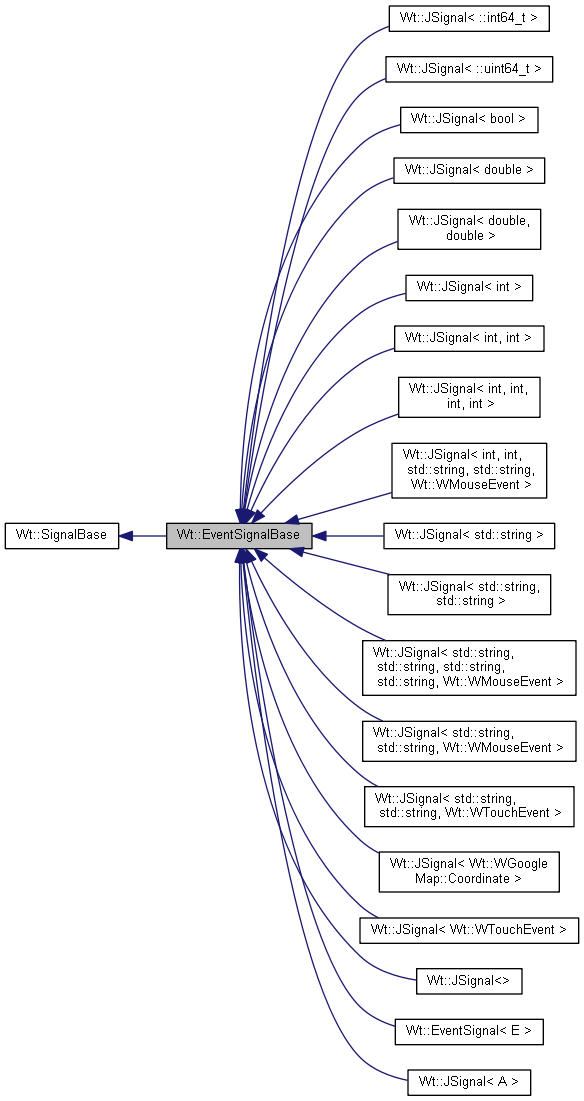 Wt::JSignal< ::int64_t >
Wt::JSignal< ::uint64_t >
Wt::JSignal< bool >
Wt::JSignal< double >
Wt::JSignal< double,
double >
Wt::JSignal< int >
Wt::JSignal< int, int >
Wt::JSignal< int, int,
int, int >
Wt::JSignal< int, int,
std::string, std::string,
Wt::WMouseEvent >
Wt::SignalBase
Wt::EventSignalBase
Wt::JSignal< std::string >
Wt::JSignal< std::string,
std::string >
Wt::JSignal< std::string,
std::string, std::string,
std::string, Wt::WMouseEvent >
Wt::JSignal< std::string,
std::string, Wt::WMouseEvent >
Wt::JSignal< std::string,
std::string, Wt::WTouchEvent >
Wt::JSignal< Wt::WGoogle
Map::Coordinate >
Wt::JSignal< Wt::WTouchEvent >
Wt::JSignal<>
Wt::EventSignal< E >
Wt::JSignal< A >